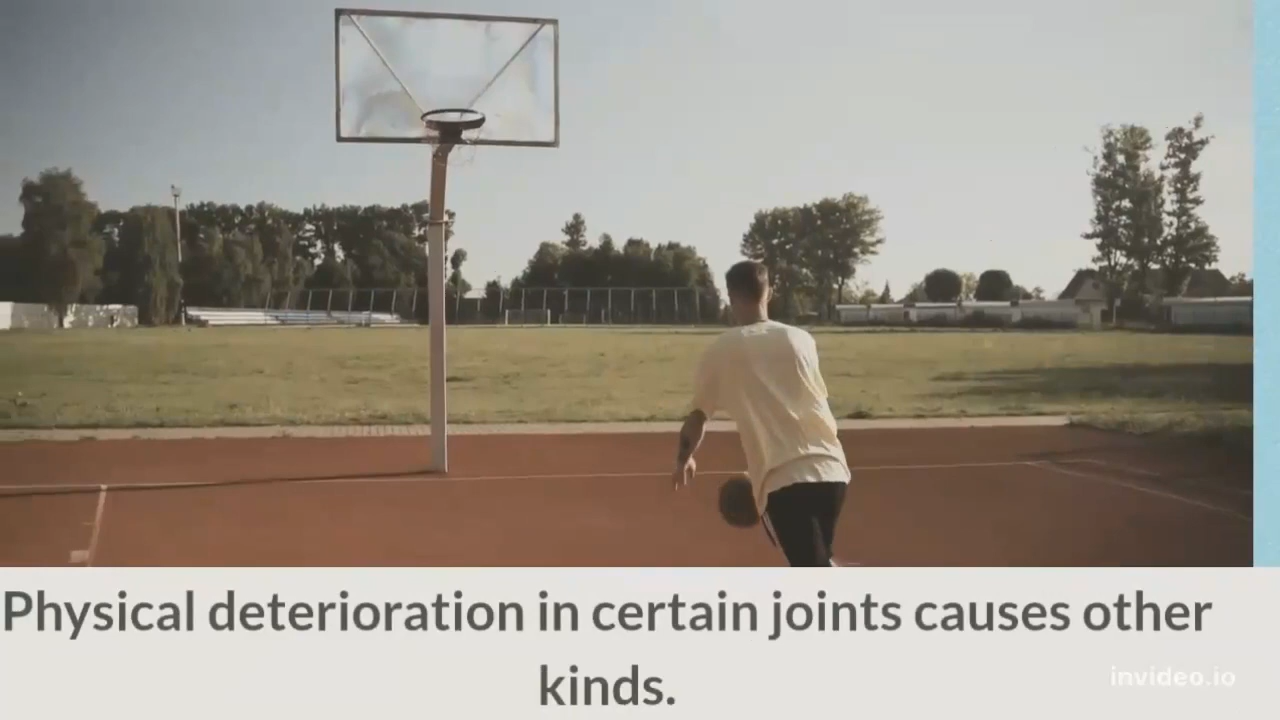 Physical deterioration in certain joints causes other
kinds.
invideo.io